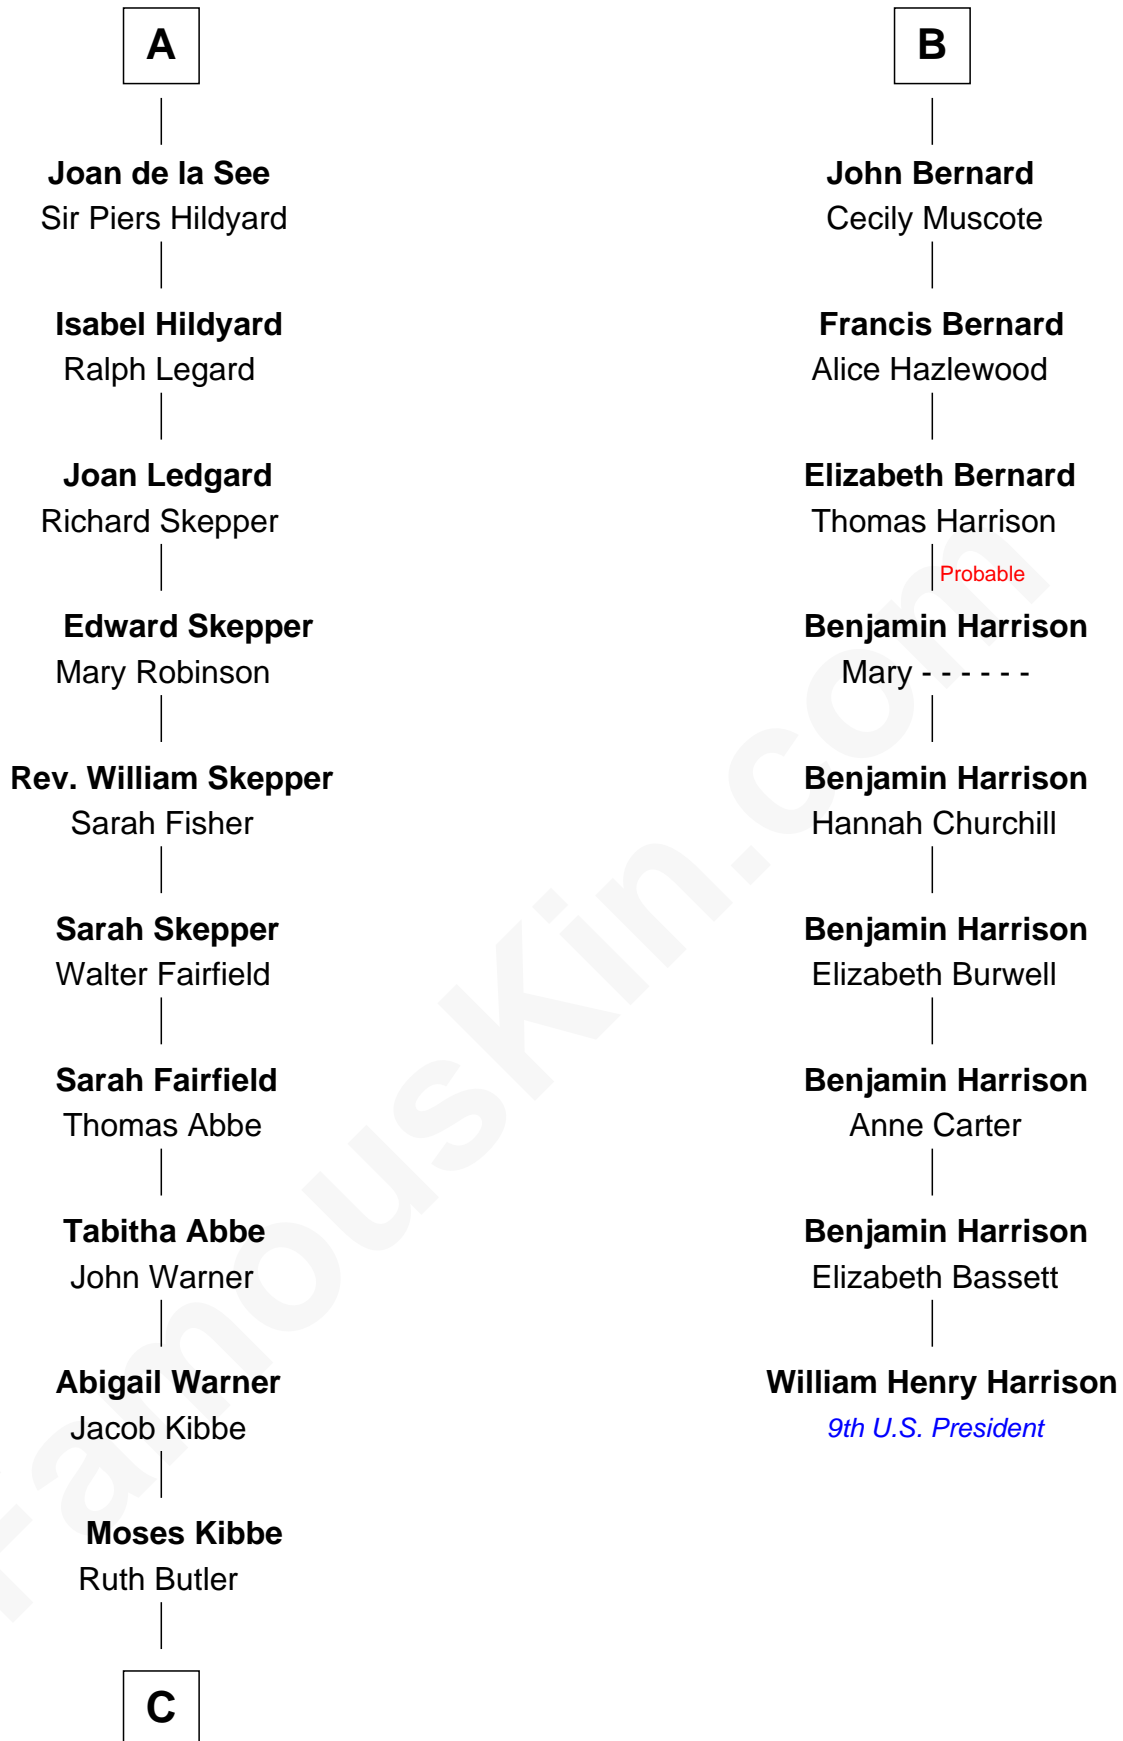 A
Joan de la See
Sir Piers Hildyard
Isabel Hildyard
Ralph Legard
Joan Ledgard
Richard Skepper
Edward Skepper
Mary Robinson
Rev. William Skepper
Sarah Fisher
Sarah Skepper
Walter Fairfield
Sarah Fairfield
Thomas Abbe
Tabitha Abbe
John Warner
Abigail Warner
Jacob Kibbe
Moses Kibbe
Ruth Butler
C
B
John Bernard
Cecily Muscote
Francis Bernard
Alice Hazlewood
Elizabeth Bernard
Thomas Harrison
Probable
Benjamin Harrison
Mary - - - - - -
Benjamin Harrison
Hannah Churchill
Benjamin Harrison
Elizabeth Burwell
Benjamin Harrison
Anne Carter
Benjamin Harrison
Elizabeth Bassett
William Henry Harrison
9th U.S. President
FamousKin.com